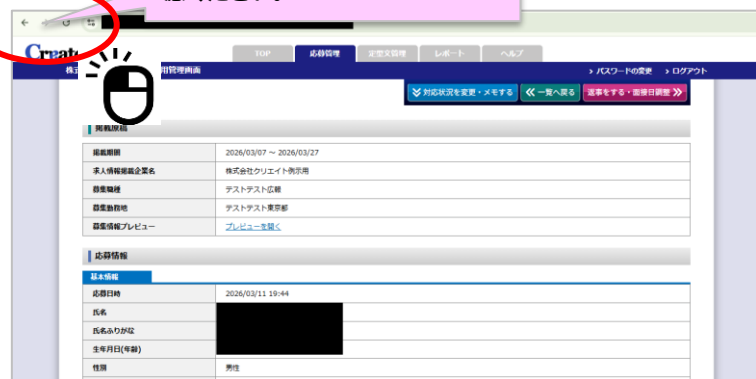 Creat
TOP 応募管理 定型文管理 レポート ヘルプ
株 用管理画面 › パスワードの変更 › ログアウト
対応状況を変更・メモする 一覧へ戻る 返事をする・面接日調整
掲載原稿
掲載期間 2026/03/07 ～ 2026/03/27
求人情報掲載企業名 株式会社クリエイト例示用
募集職種 テストテスト広報
募集勤務地 テストテスト東京都
募集情報プレビュー プレビューを開く
応募情報
基本情報
応募日時 2026/03/11 19:44
氏名
氏名ふりがな
生年月日(年齢)
性別 男性